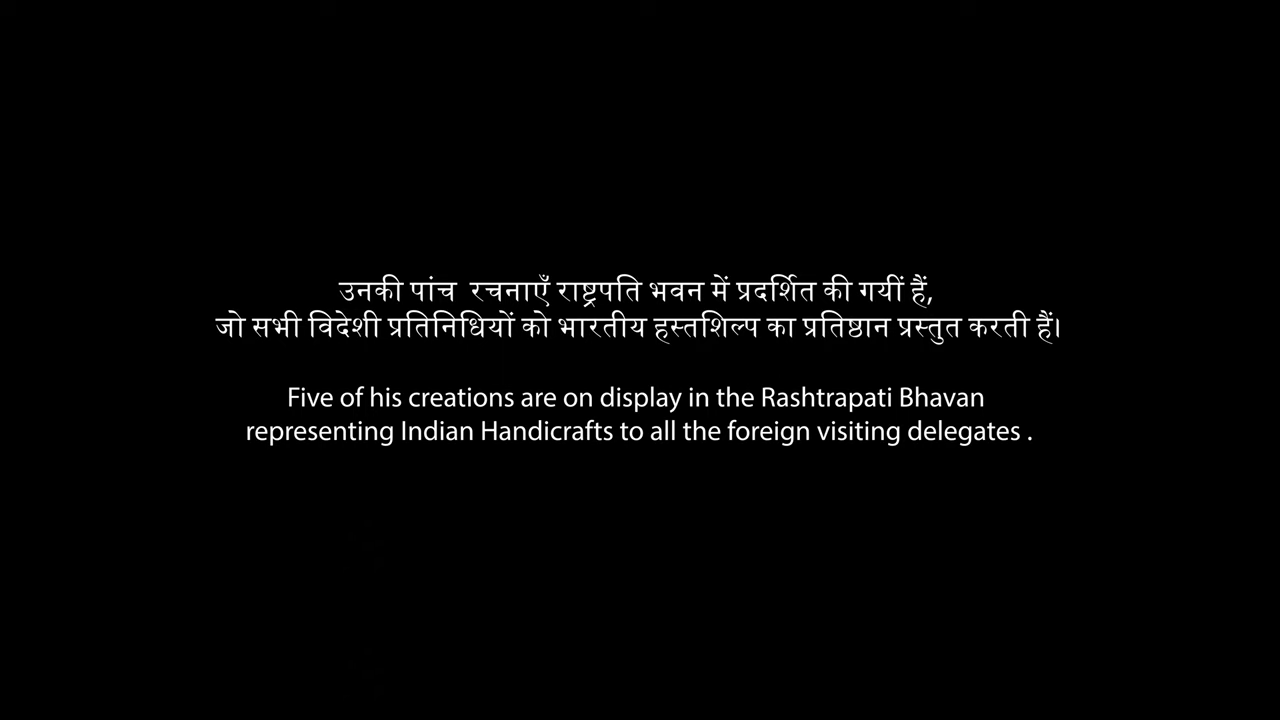 उनकी पांच रचनाएँ राष्ट्रपति भवन में प्रदर्शित की गयीं हैं,
जो सभी विदेशी प्रतिनिधियों को भारतीय हस्तशिल्प का प्रतिष्ठान प्रस्तुत करती हैं।
Five of his creations are on display in the Rashtrapati Bhavan
representing Indian Handicrafts to all the foreign visiting delegates .